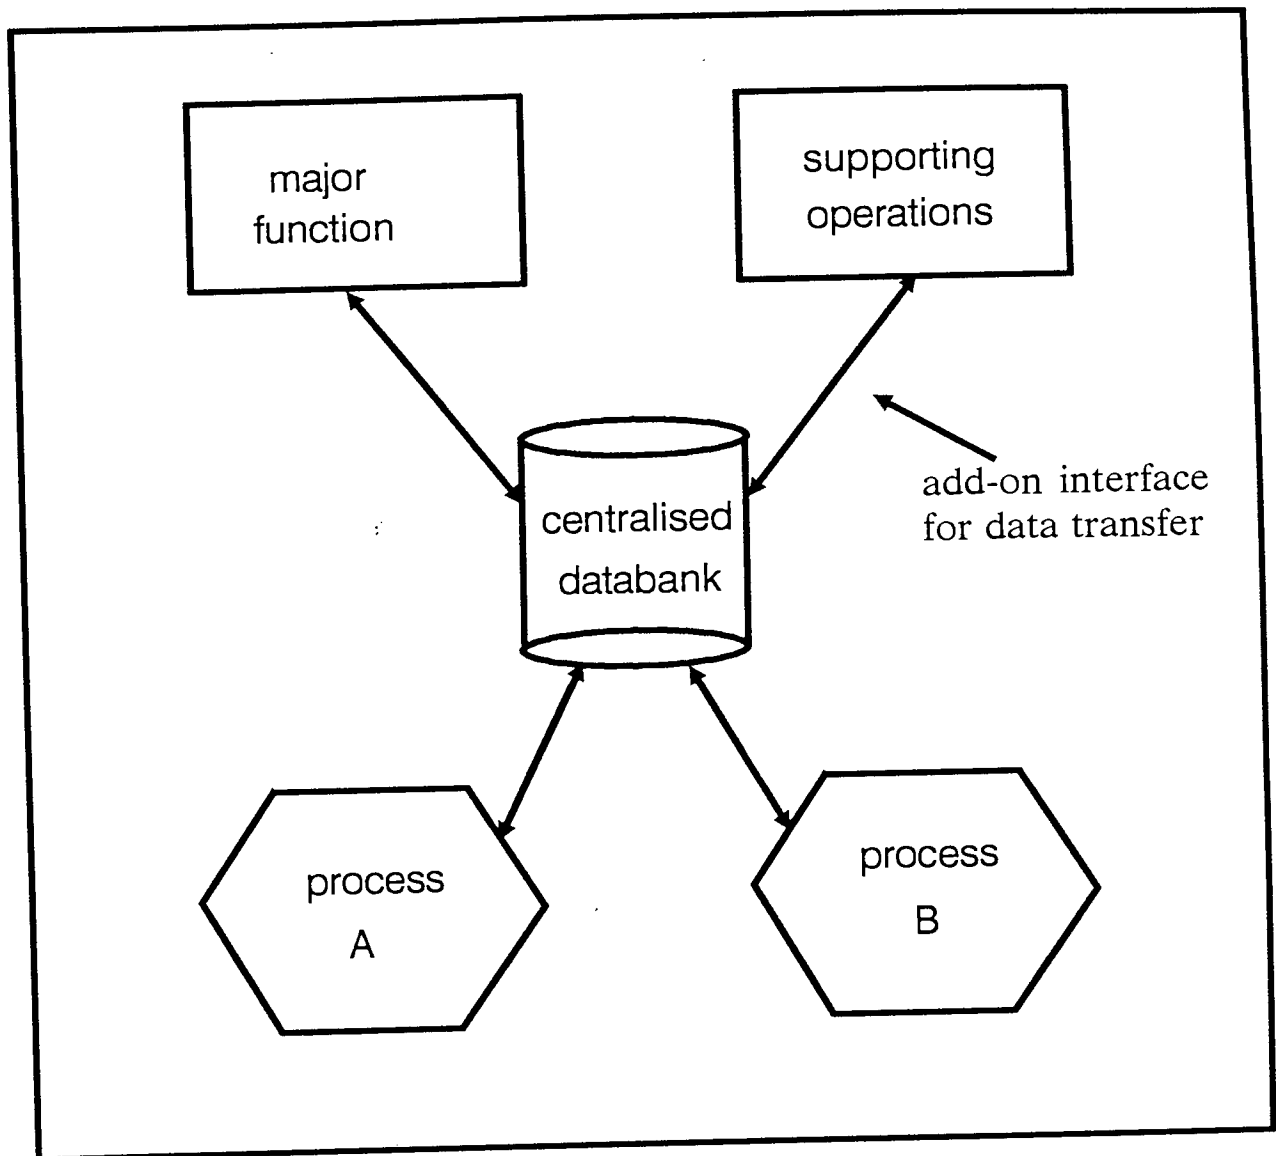 major
function
supporting
operations
centralised
databank
add-on interface
for data transfer
process
A
process
B